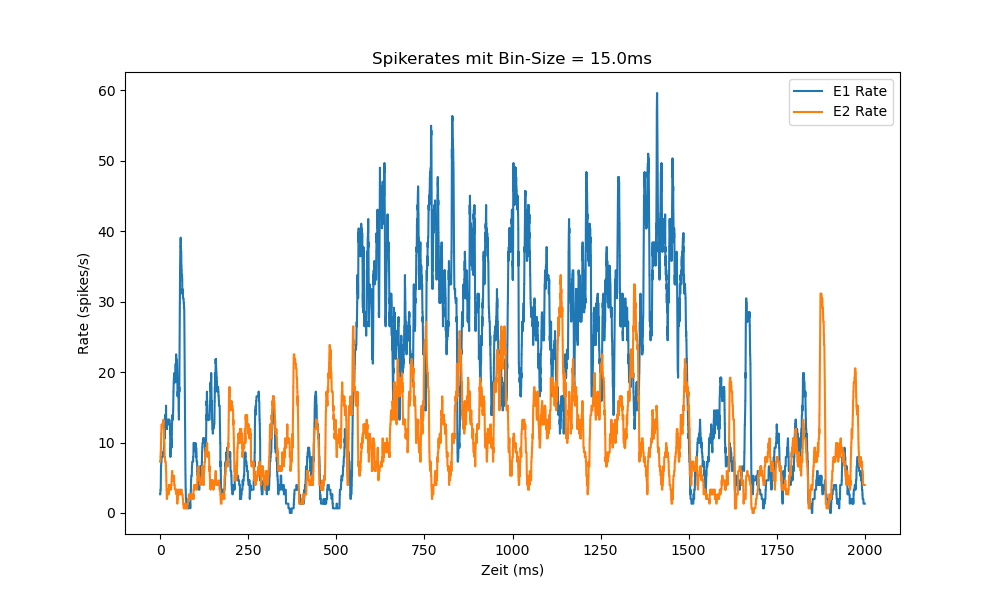 Spikerates mit Bin-Size = 15.0ms
E1 Rate
E2 Rate
60
50
40
30
20
10
0
Rate (spikes/s)
0 250 500 750 1000 1250 1500 1750 2000
Zeit (ms)